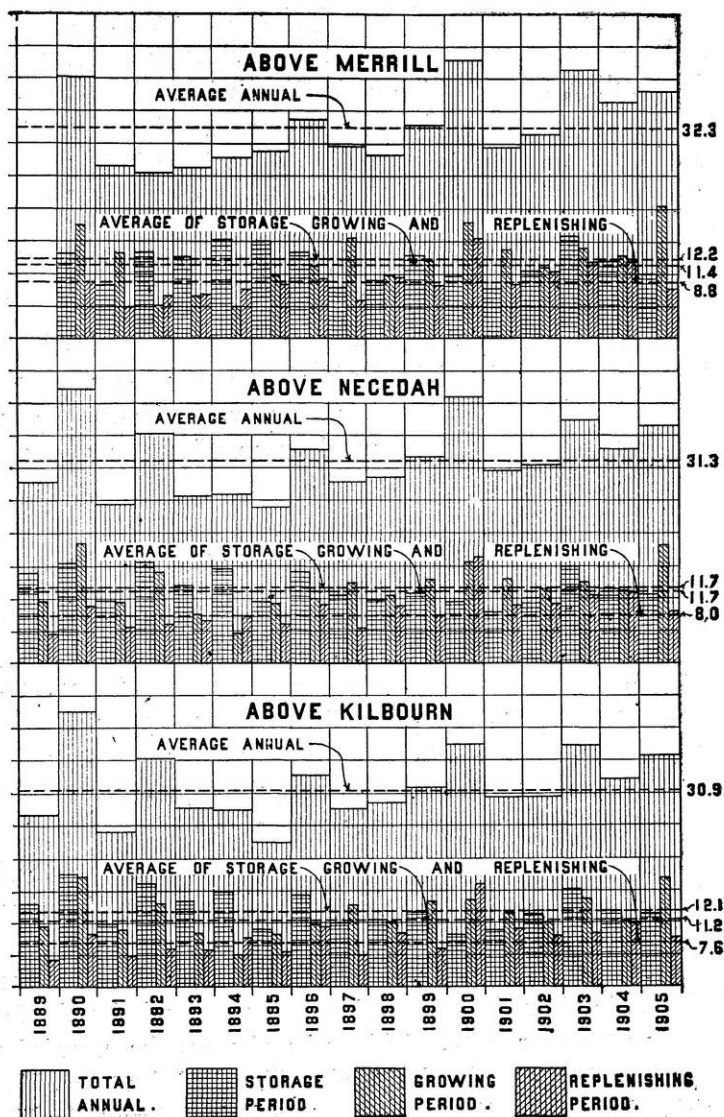 ABOVE MERRILL
AVERAGE ANNUAL
32.3
AVERAGE OF STORAGE GROWING AND REPLENISHING
12.2
11.4
8.8
ABOVE NECEDAH
AVERAGE ANNUAL
31.3
AVERAGE OF STORAGE GROWING AND REPLENISHING
11.7
11.7
8.0
ABOVE KILBOURN
AVERAGE ANNUAL
30.9
AVERAGE OF STORAGE GROWING AND REPLENISHING
12.1
11.2
7.6
1889 1890 1891 1882 1893 1894 1895 1896 1897 1898 1899 1900 1901 1902 1903 1904 1905
TOTAL ANNUAL.
STORAGE PERIOD.
GROWING PERIOD.
REPLENISHING PERIOD.